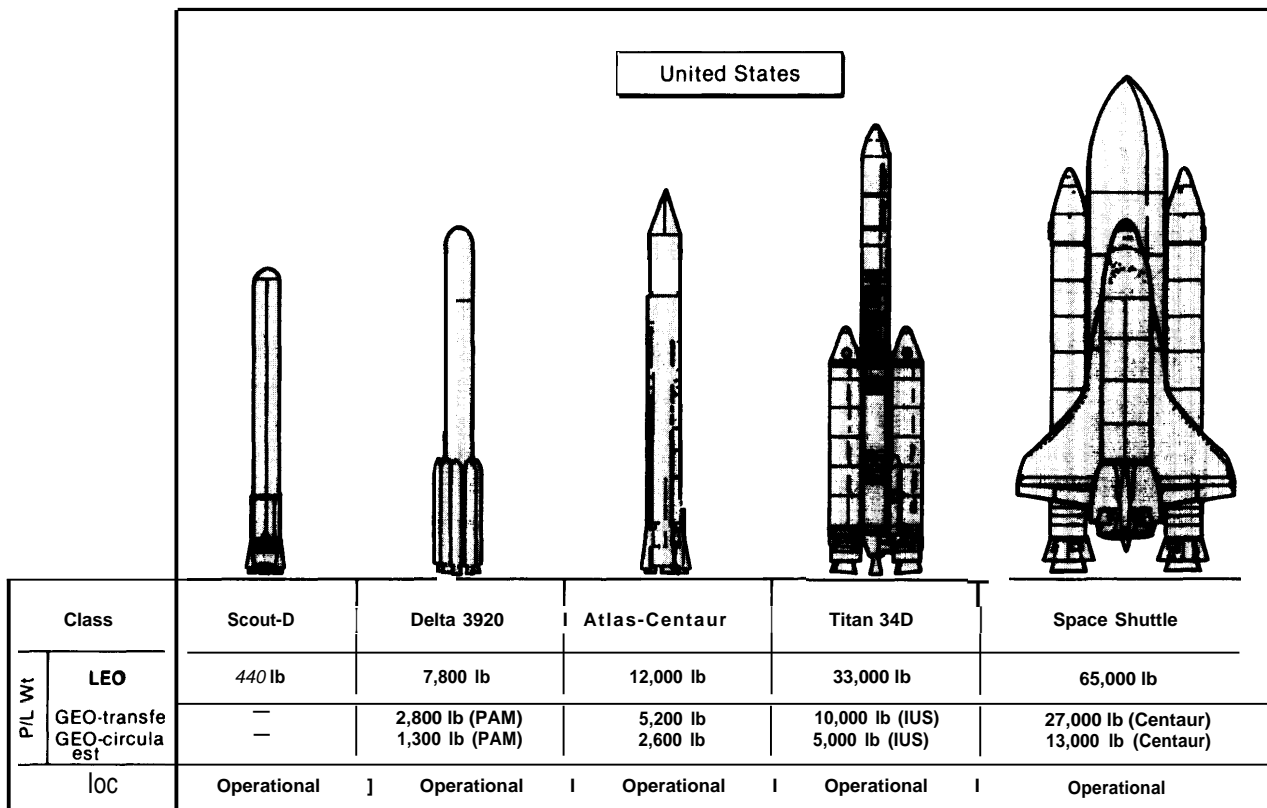 United States
Class Scout-D Delta 3920 Atlas-Centaur Titan 34D Space Shuttle
P/L Wt
LEO 440 lb 7,800 lb 12,000 lb 33,000 lb 65,000 lb
GEO-transfe — 2,800 lb (PAM) 5,200 lb 10,000 lb (IUS) 27,000 lb (Centaur)
GEO-circula — 1,300 lb (PAM) 2,600 lb 5,000 lb (IUS) 13,000 lb (Centaur)
est
loc Operational ] Operational I Operational I Operational I Operational